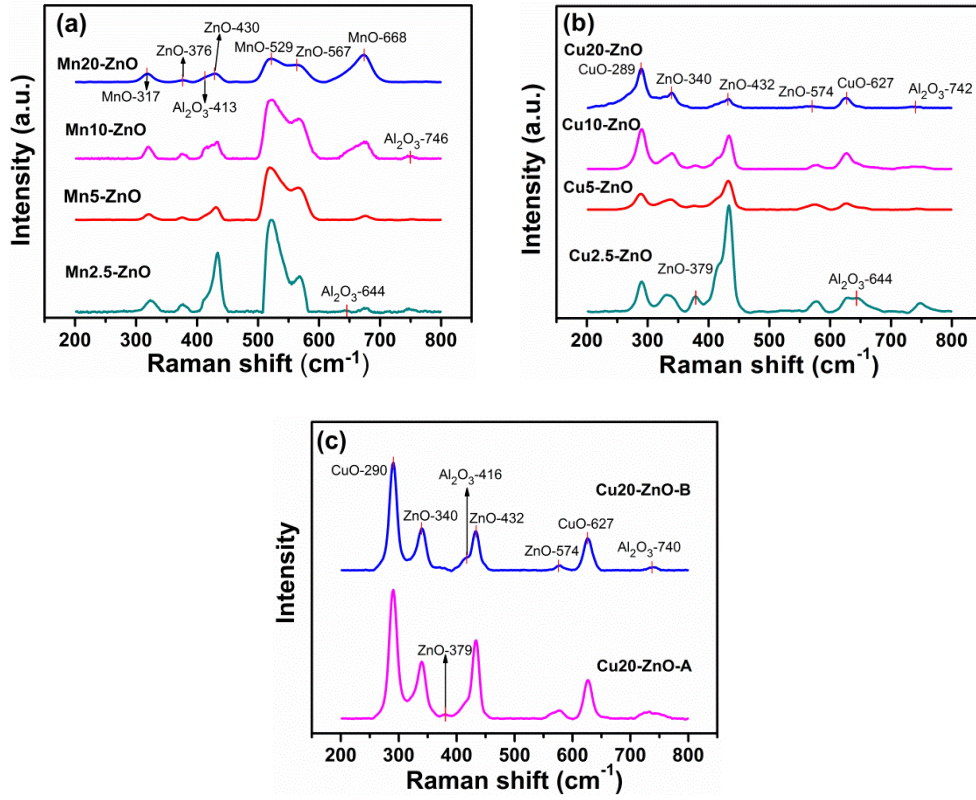 (a)
ZnO-430
ZnO-376
MnO-529
ZnO-567
MnO-668
Mn20-ZnO
MnO-317
Al₂O₃-413
Mn10-ZnO
Al₂O₃-746
Mn5-ZnO
Mn2.5-ZnO
Al₂O₃-644
Intensity (a.u.)
200 300 400 500 600 700 800
Raman shift (cm⁻¹)
(b)
Cu20-ZnO
CuO-289
ZnO-340
ZnO-432
ZnO-574
CuO-627
Al₂O₃-742
Cu10-ZnO
Cu5-ZnO
Cu2.5-ZnO
ZnO-379
Al₂O₃-644
Intensity (a.u.)
200 300 400 500 600 700 800
Raman shift (cm⁻¹)
(c)
CuO-290
Al₂O₃-416
Cu20-ZnO-B
ZnO-340
ZnO-432
CuO-627
ZnO-574
Al₂O₃-740
ZnO-379
Cu20-ZnO-A
Intensity
200 300 400 500 600 700 800
Raman shift (cm⁻¹)